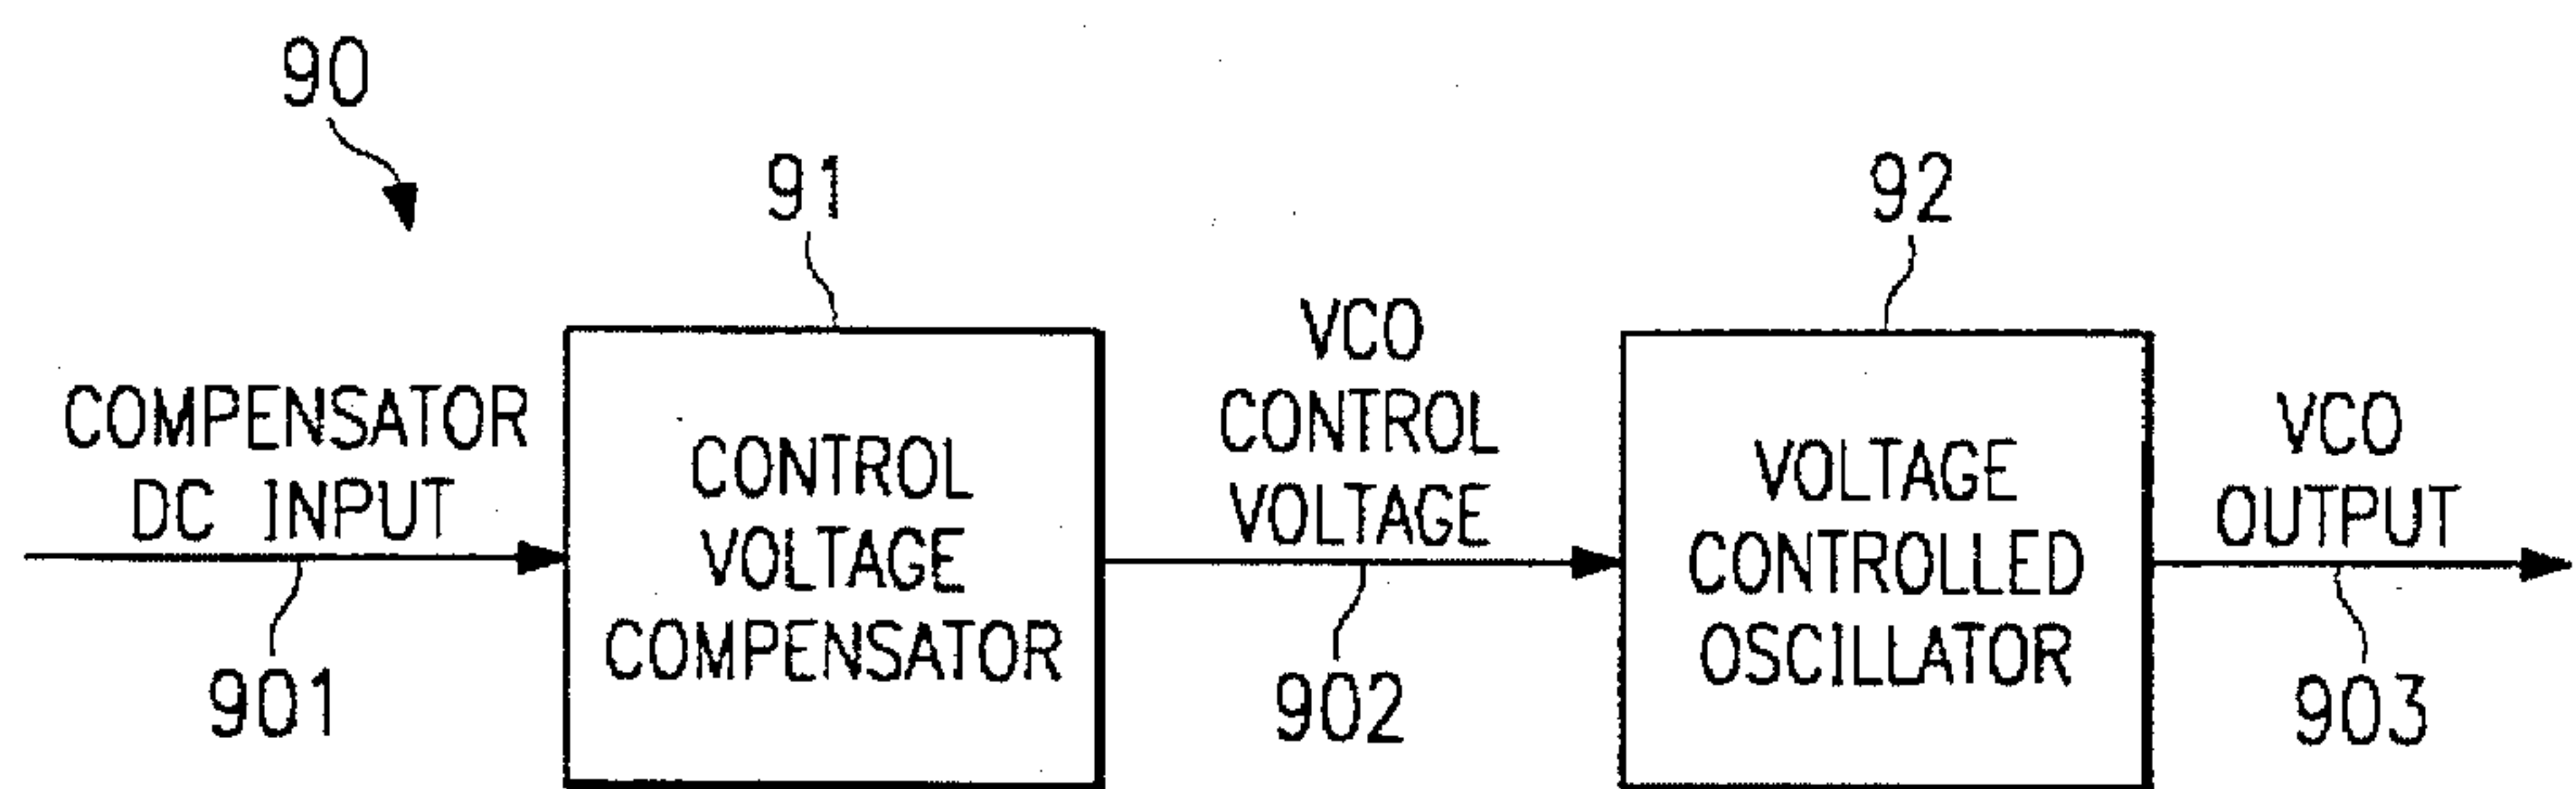 90
91
92
COMPENSATOR
DC INPUT
901
CONTROL
VOLTAGE
COMPENSATOR
VCO
CONTROL
VOLTAGE
902
VOLTAGE
CONTROLLED
OSCILLATOR
VCO
OUTPUT
903